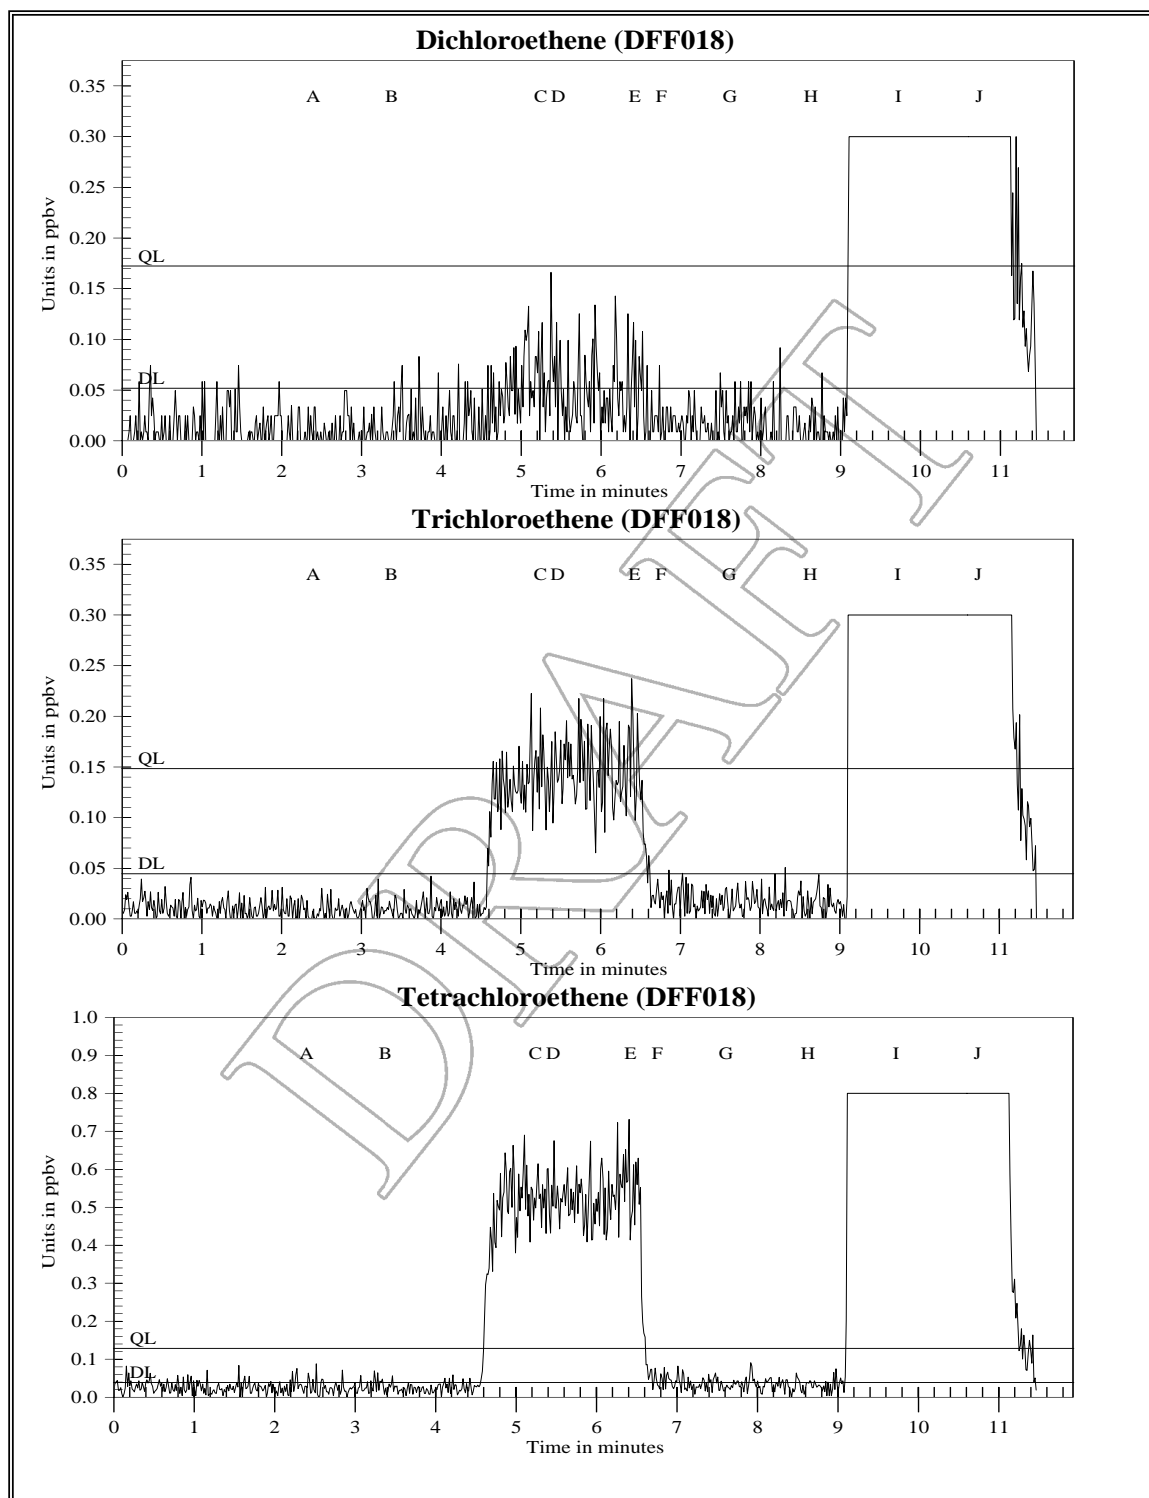 Dichloroethene (DFF018)
0.35
A B C D E F G H I J
0.30
0.25
0.20
QL
0.15
0.10
DL
0.05
0.00
Units in ppbv
0 1 2 3 4 5 6 7 8 9 10 11
Time in minutes
Trichloroethene (DFF018)
0.35
A B C D E F G H I J
0.30
0.25
0.20
QL
0.15
0.10
DL
0.05
0.00
Units in ppbv
0 1 2 3 4 5 6 7 8 9 10 11
Time in minutes
Tetrachloroethene (DFF018)
1.0
0.9
A B C D E F G H I J
0.8
0.7
0.6
0.5
0.4
0.3
0.2
QL
0.1
DL
0.0
Units in ppbv
0 1 2 3 4 5 6 7 8 9 10 11
Time in minutes
DRAFT